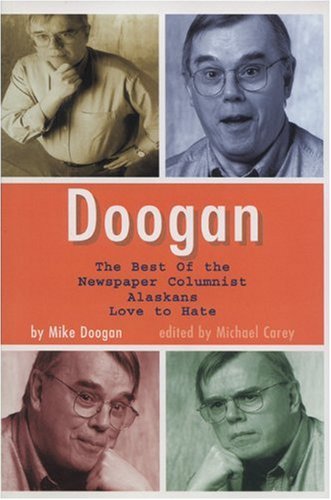 Doogan
The Best Of the
Newspaper Columnist
Alaskans
Love to Hate
by Mike Doogan edited by Michael Carey